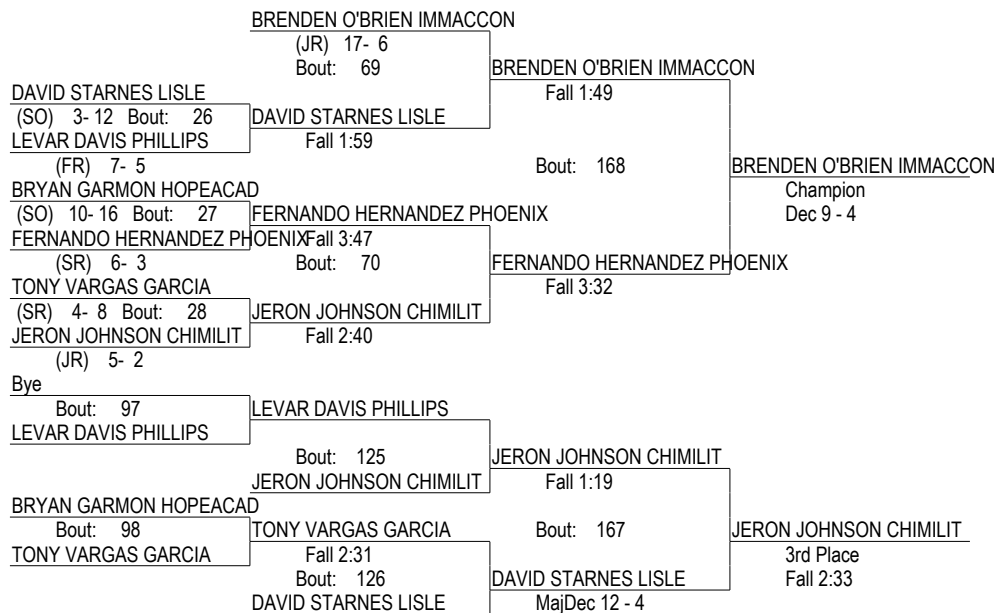 BRENDEN O'BRIEN IMMACCON
(JR) 17- 6
Bout: 69
BRENDEN O'BRIEN IMMACCON
DAVID STARNES LISLE
Fall 1:49
(SO) 3- 12 Bout: 26
DAVID STARNES LISLE
LEVAR DAVIS PHILLIPS
Fall 1:59
(FR) 7- 5
Bout: 168
BRENDEN O'BRIEN IMMACCON
BRYAN GARMON HOPEACAD
Champion
(SO) 10- 16 Bout: 27
FERNANDO HERNANDEZ PHOENIX
Dec 9 - 4
FERNANDO HERNANDEZ PHOENIX
Fall 3:47
(SR) 6- 3
Bout: 70
FERNANDO HERNANDEZ PHOENIX
TONY VARGAS GARCIA
Fall 3:32
(SR) 4- 8 Bout: 28
JERON JOHNSON CHIMILIT
JERON JOHNSON CHIMILIT
Fall 2:40
(JR) 5- 2
Bye
Bout: 97
LEVAR DAVIS PHILLIPS
LEVAR DAVIS PHILLIPS
Bout: 125
JERON JOHNSON CHIMILIT
JERON JOHNSON CHIMILIT
Fall 1:19
BRYAN GARMON HOPEACAD
Bout: 98
TONY VARGAS GARCIA
Bout: 167
JERON JOHNSON CHIMILIT
TONY VARGAS GARCIA
Fall 2:31
3rd Place
Bout: 126
DAVID STARNES LISLE
Fall 2:33
DAVID STARNES LISLE
MajDec 12 - 4